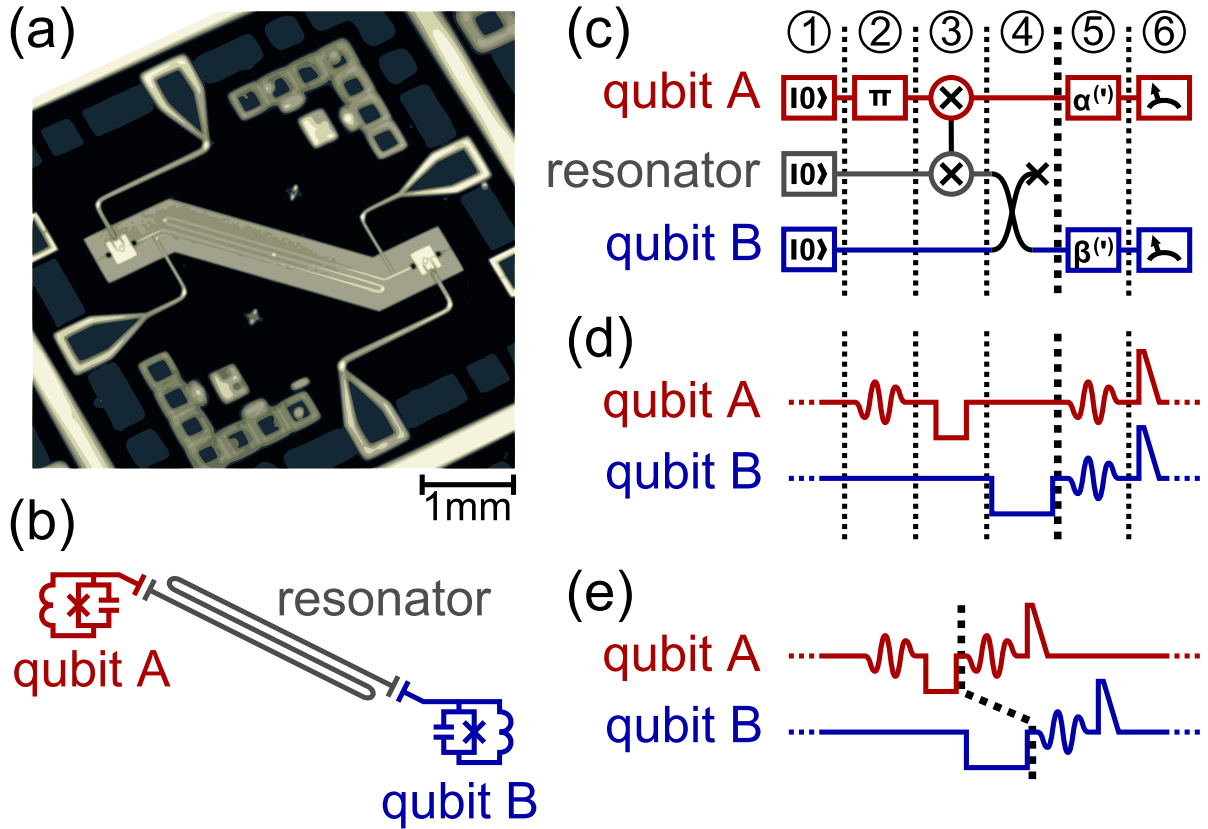 (a)
1mm
(b)
resonator
qubit A
qubit B
(c)
① ② ③ ④ ⑤ ⑥
qubit A |0⟩ π α⁽'⁾
resonator |0⟩
qubit B |0⟩ β⁽'⁾
(d)
qubit A
qubit B
(e)
qubit A
qubit B